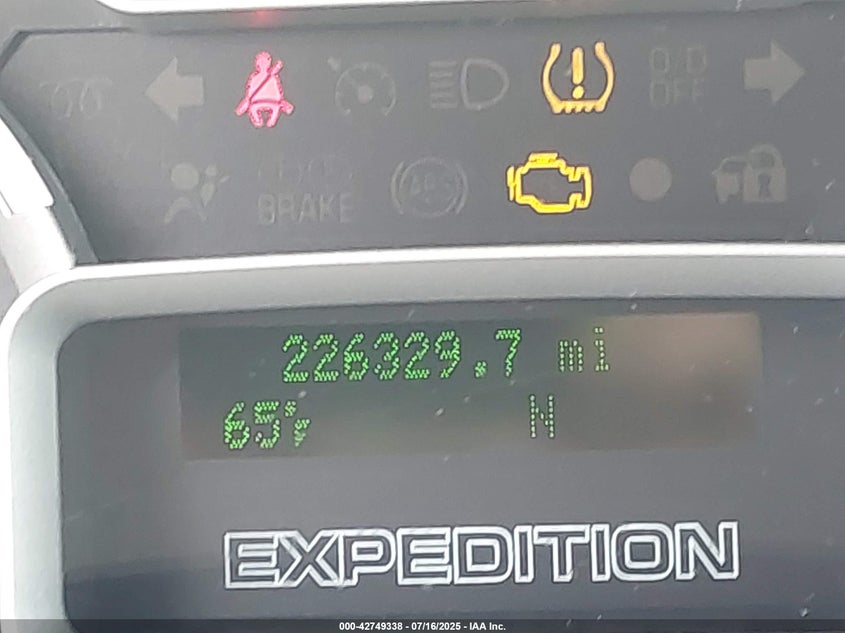 O/D
OFF
BRAKE
ABS
226329.7 mi
65°F N
EXPEDITION
000-42749338 - 07/16/2025 - IAA Inc.